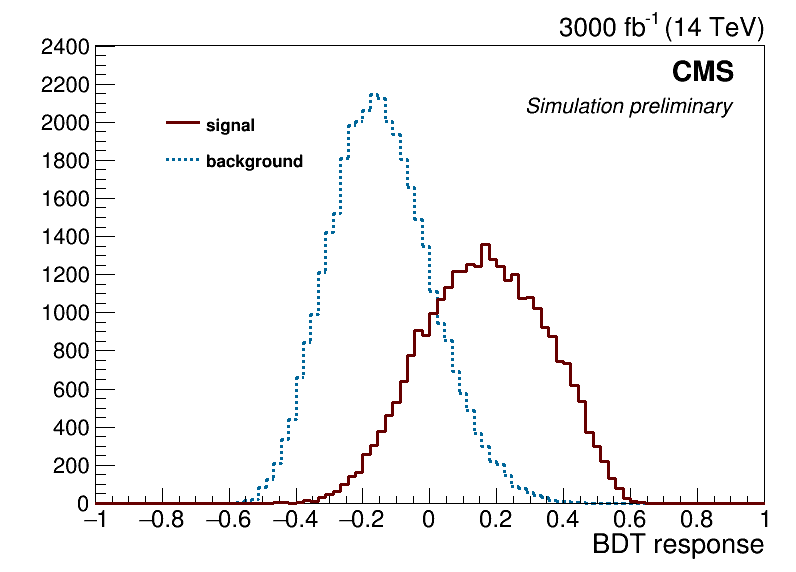 3000 fb⁻¹ (14 TeV)
CMS
Simulation preliminary
signal
background
2400
2200
2000
1800
1600
1400
1200
1000
800
600
400
200
0
−1 −0.8 −0.6 −0.4 −0.2 0 0.2 0.4 0.6 0.8 1
BDT response